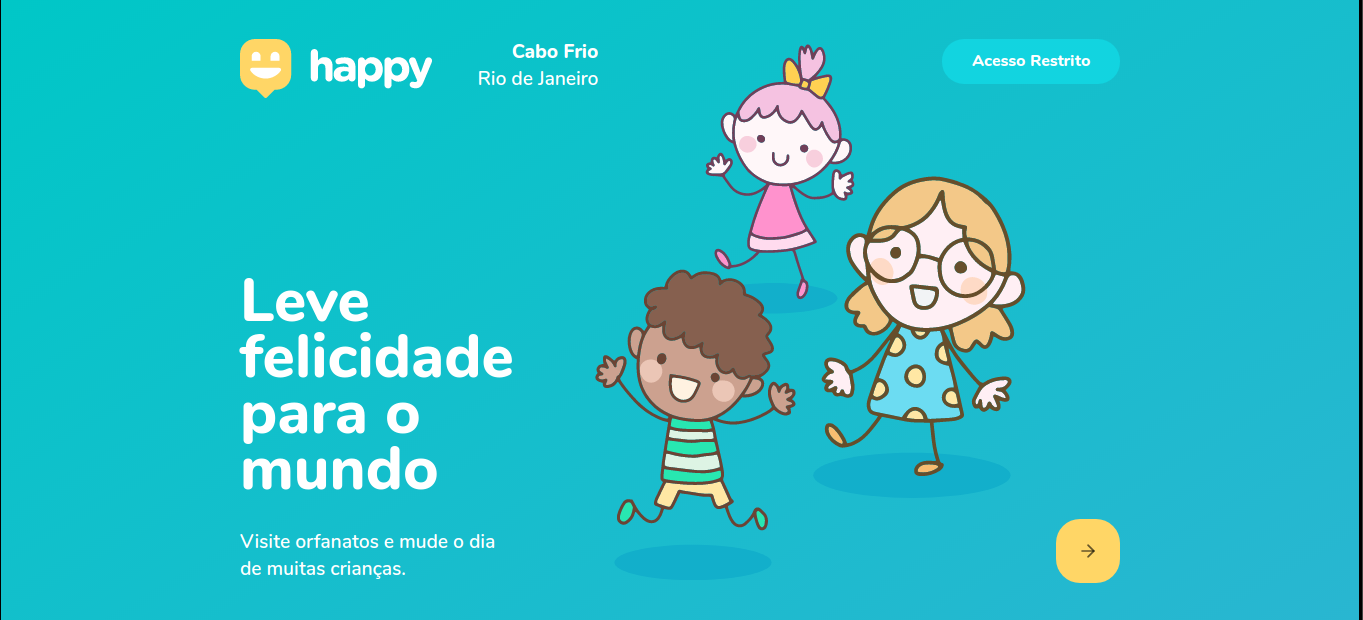 happy
Cabo Frio
Rio de Janeiro
Acesso Restrito
Leve
felicidade
para o
mundo
Visite orfanatos e mude o dia
de muitas crianças.